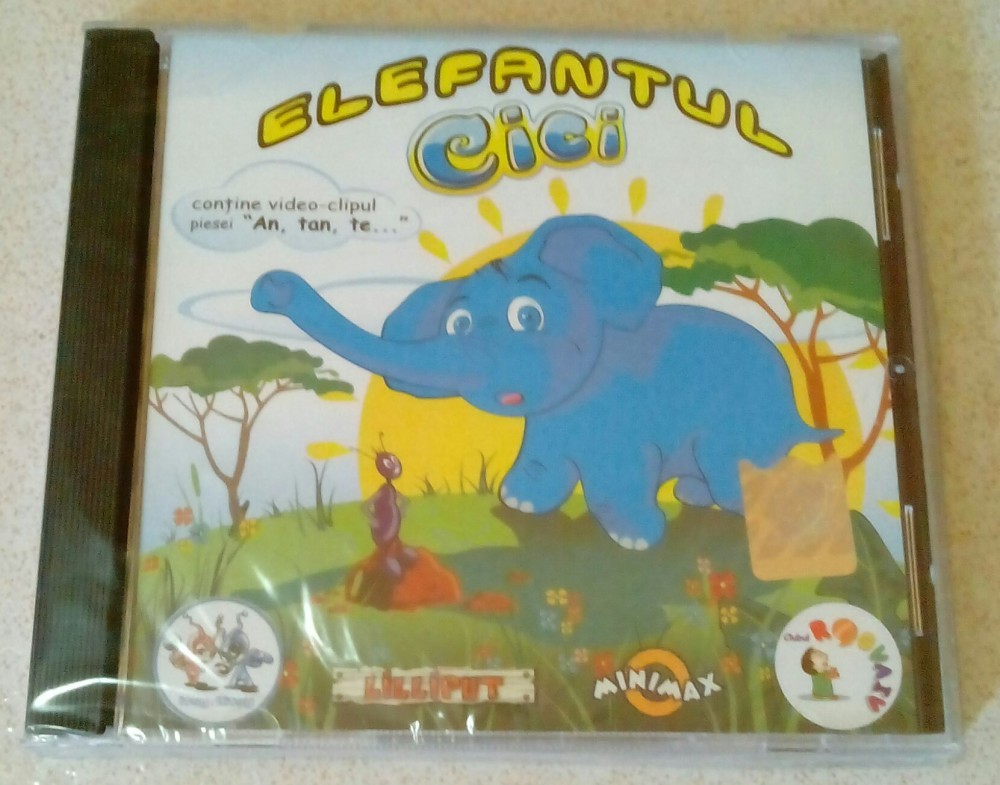 ELEFANTUL
Cici
conține video-clipul
piesei "An, tan, te..."
LILLIPUT
MINIMAX
Clubul